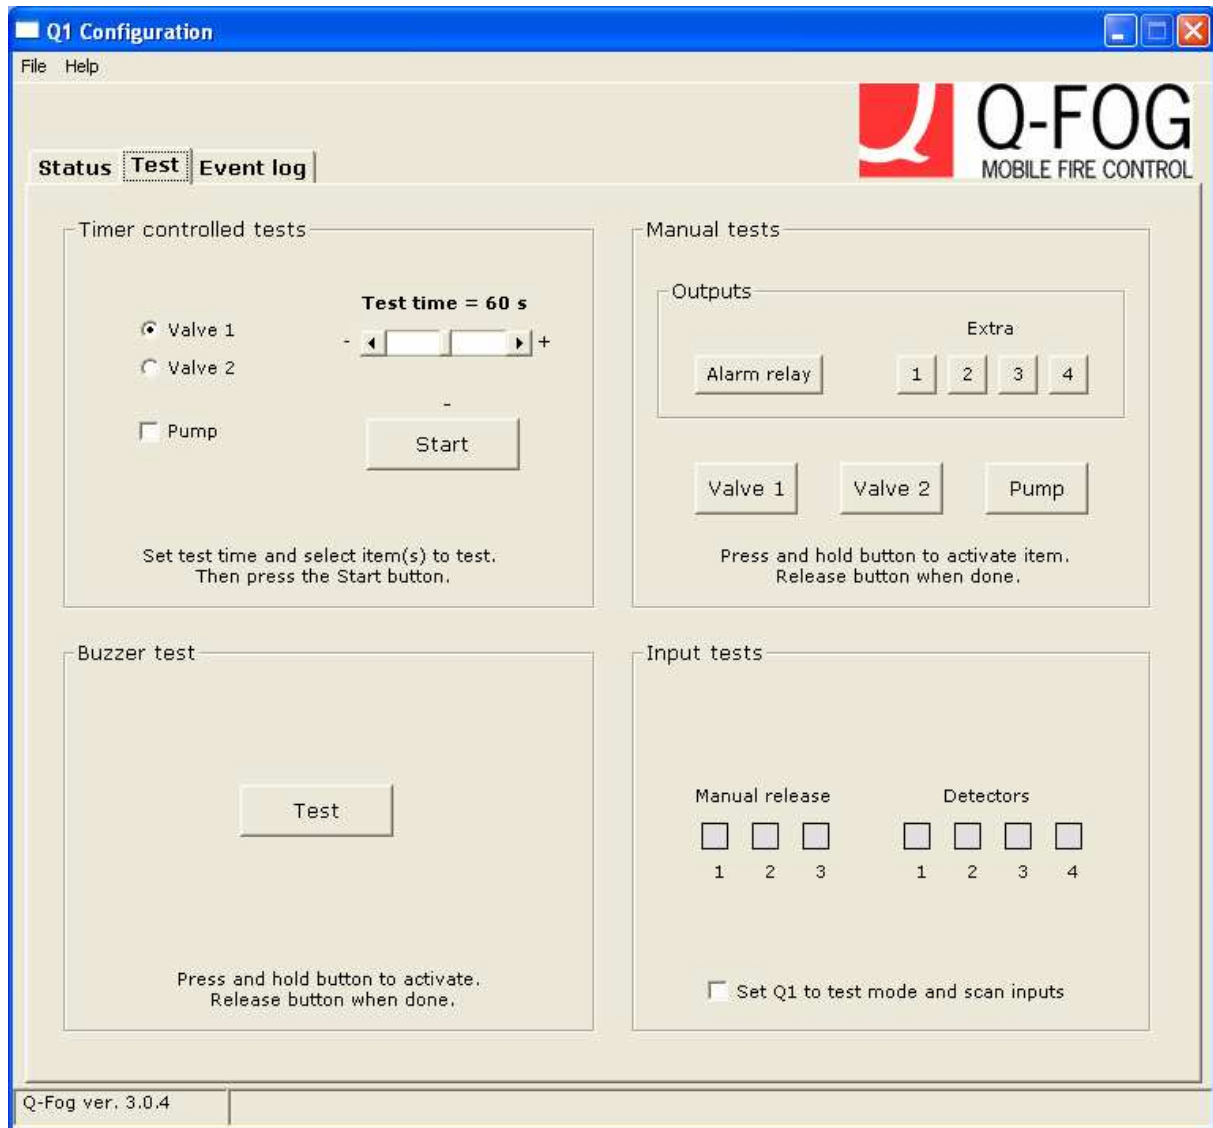 Q1 Configuration
File Help
Q-FOG
MOBILE FIRE CONTROL
Status Test Event log
Timer controlled tests
Test time = 60 s
Valve 1
- +
Valve 2
-
Pump
Start
Set test time and select item(s) to test.
Then press the Start button.
Manual tests
Outputs
Extra
Alarm relay 1 2 3 4
Valve 1 Valve 2 Pump
Press and hold button to activate item.
Release button when done.
Buzzer test
Test
Press and hold button to activate.
Release button when done.
Input tests
Manual release Detectors
1 2 3 1 2 3 4
Set Q1 to test mode and scan inputs
Q-Fog ver. 3.0.4